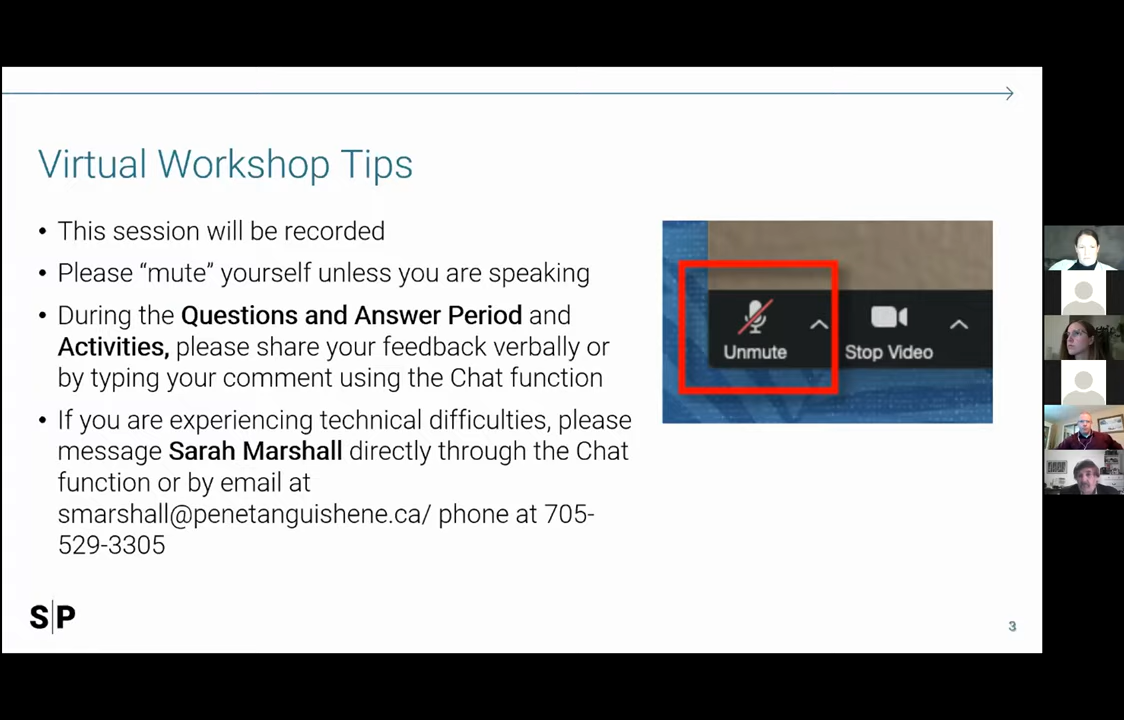 Virtual Workshop Tips
• This session will be recorded
• Please “mute” yourself unless you are speaking
• During the Questions and Answer Period and
Activities, please share your feedback verbally or
by typing your comment using the Chat function
• If you are experiencing technical difficulties, please
message Sarah Marshall directly through the Chat
function or by email at
smarshall@penetanguishene.ca/ phone at 705-
529-3305
Unmute
Stop Video
S|P
3